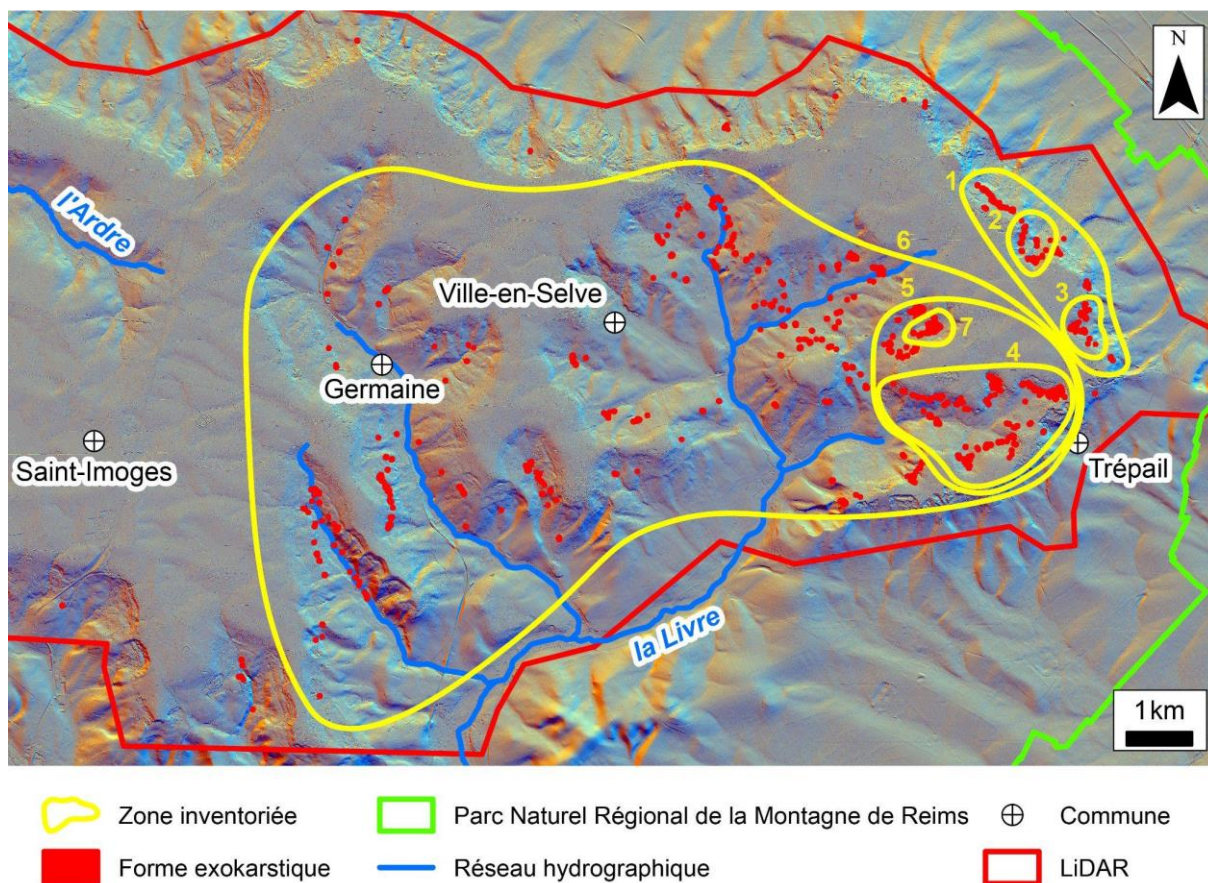 N
l'Ardre
1
2
6
Ville-en-Selve
5
3
7
4
Germaine
Saint-Imoges
Trépail
la Livre
1km
Zone inventoriée
Parc Naturel Régional de la Montagne de Reims
Commune
Forme exokarstique
Réseau hydrographique
LiDAR